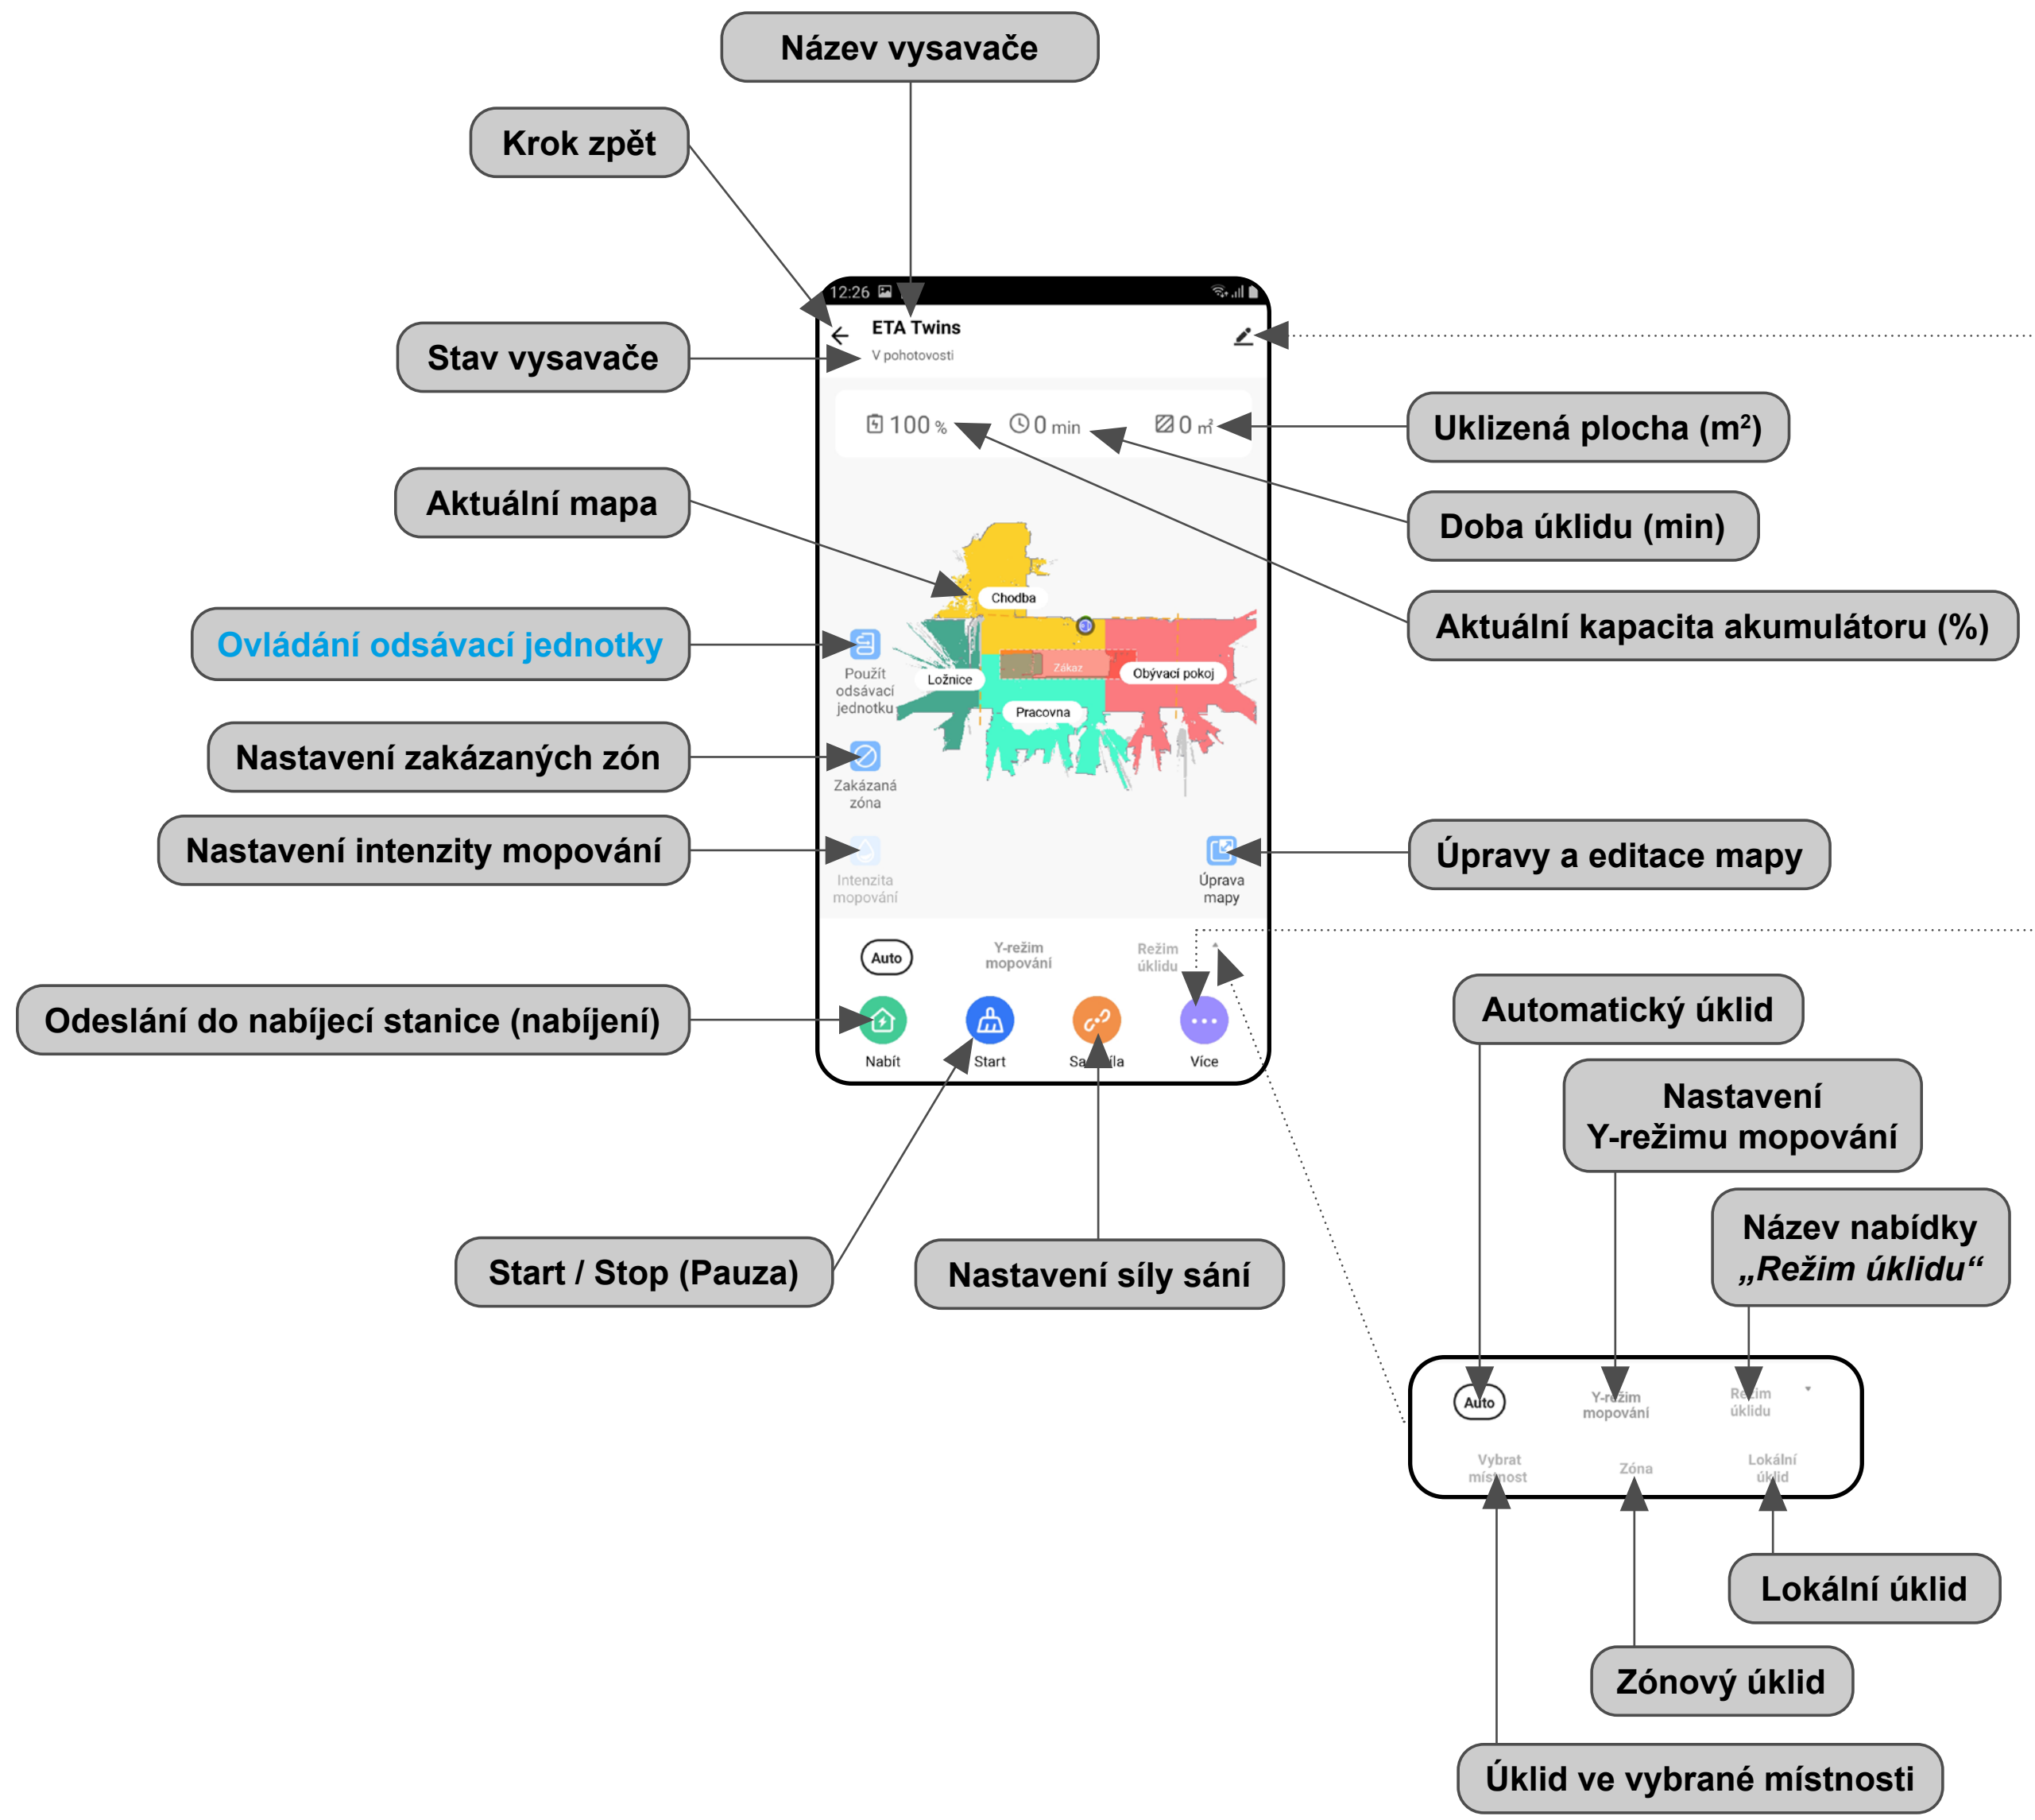 Název vysavače
Krok zpět
12:26
ETA Twins
V pohotovosti
Stav vysavače
100 %
0 min
0 m²
Uklizená plocha (m²)
Aktuální mapa
Doba úklidu (min)
Chodba
Aktuální kapacita akumulátoru (%)
Ovládání odsávací jednotky
Použít
odsávací
jednotku
Ložnice
Zákaz
Obývací pokoj
Pracovna
Nastavení zakázaných zón
Zakázaná
zóna
Nastavení intenzity mopování
Intenzita
mopování
Úprava
mapy
Úpravy a editace mapy
Auto
Y-režim
mopování
Režim
úklidu
Odeslání do nabíjecí stanice (nabíjení)
Nabít
Start
Více
Automatický úklid
Nastavení
Y-režimu mopování
Název nabídky
„Režim úklidu“
Start / Stop (Pauza)
Nastavení síly sání
Auto
Y-režim
mopování
Režim
úklidu
Vybrat
místnost
Zóna
Lokální
úklid
Lokální úklid
Zónový úklid
Úklid ve vybrané místnosti